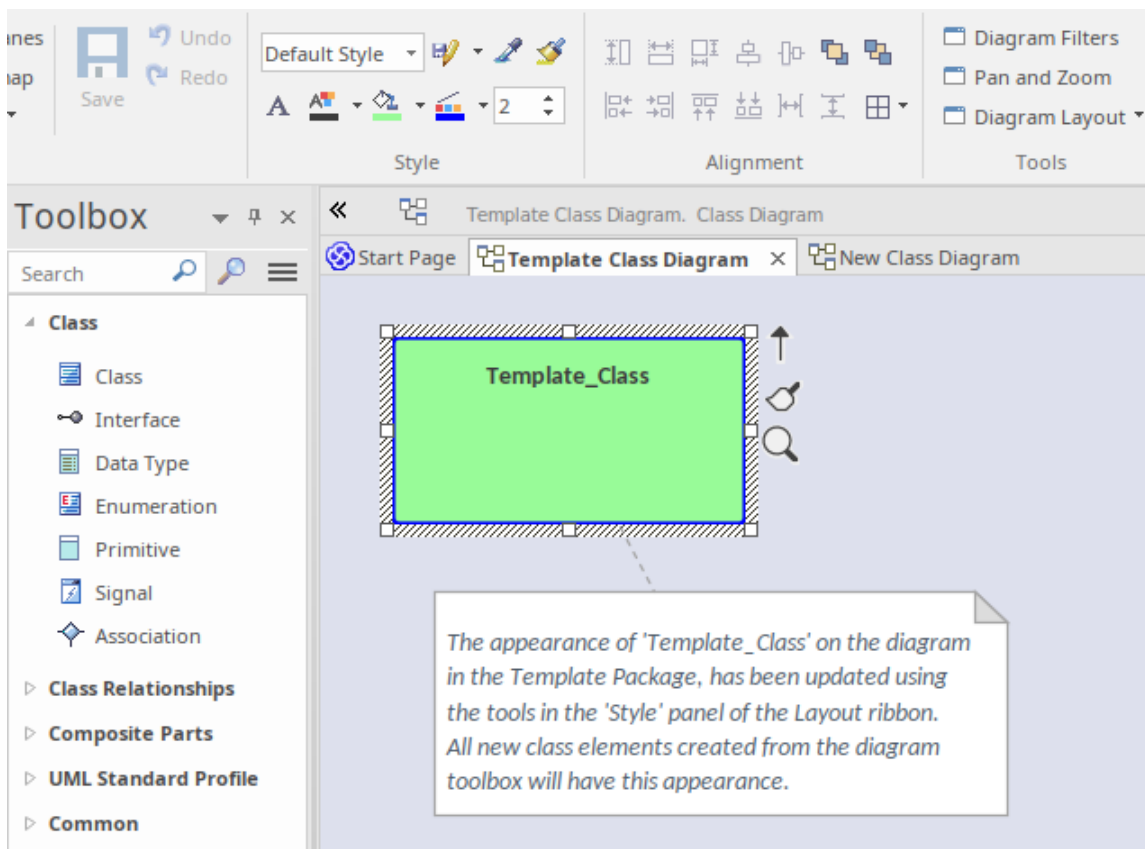 Undo
Redo
Save
Default Style
2
Style
Alignment
Diagram Filters
Pan and Zoom
Diagram Layout
Tools
Toolbox
Search
Class
Class
Interface
Data Type
Enumeration
Primitive
Signal
Association
Class Relationships
Composite Parts
UML Standard Profile
Common
Template Class Diagram. Class Diagram
Start Page
Template Class Diagram
New Class Diagram
Template_Class
The appearance of 'Template_Class' on the diagram
in the Template Package, has been updated using
the tools in the 'Style' panel of the Layout ribbon.
All new class elements created from the diagram
toolbox will have this appearance.